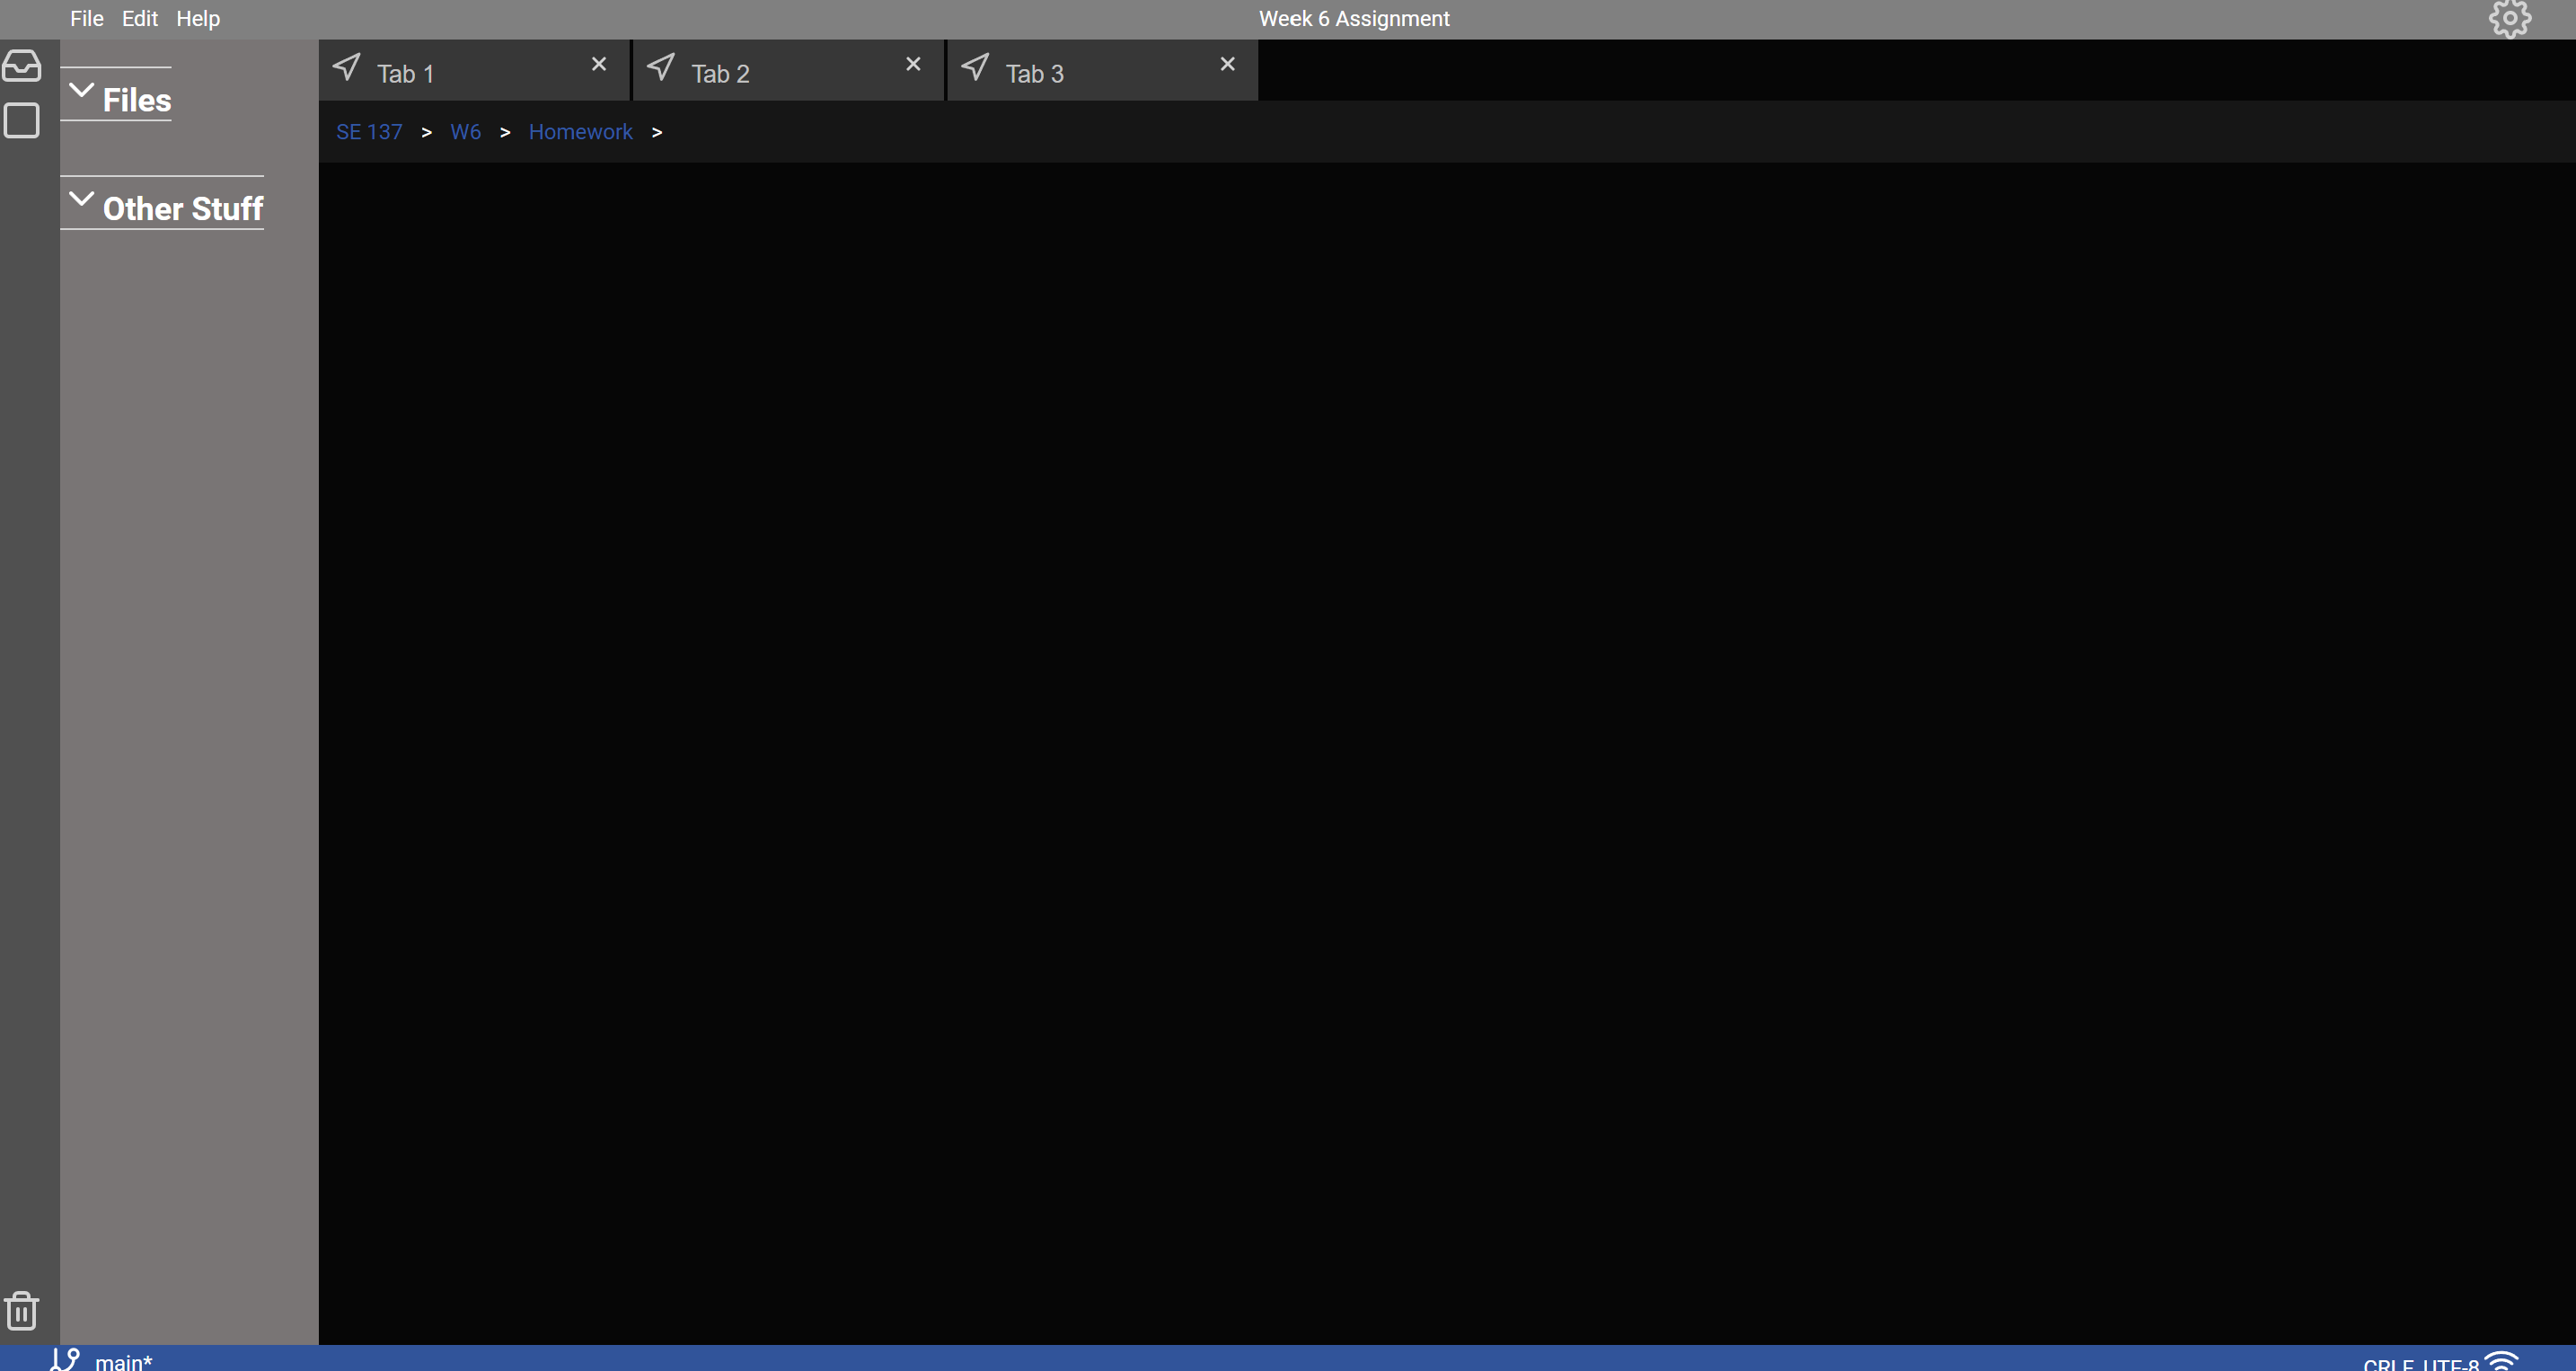 File Edit Help Week 6 Assignment
Tab 1 × Tab 2 × Tab 3 ×
SE 137 > W6 > Homework >
Files
Other Stuff
main* CRLF UTF-8